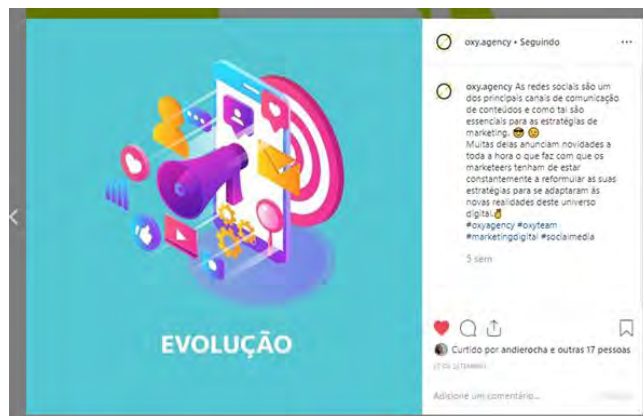 EVOLUÇÃO
oxy.agency • Seguindo
oxy.agency As redes sociais são um
dos principais canais de comunicação
de conteúdos e como tal são
essenciais para as estratégias de
marketing. 😎 😉
Muitas delas anunciam novidades a
toda a hora o que faz com que os
marketeers tenham de estar
constantemente a reformular as suas
estratégias para se adaptaram ás
novas realidades deste universo
digital.
#oxyagency #oxyteam
#marketingdigital #socialmedia
5 sem
Curtido por andierocha e outras 17 pessoas
DE SETEMBRO
Adicione um comentário...